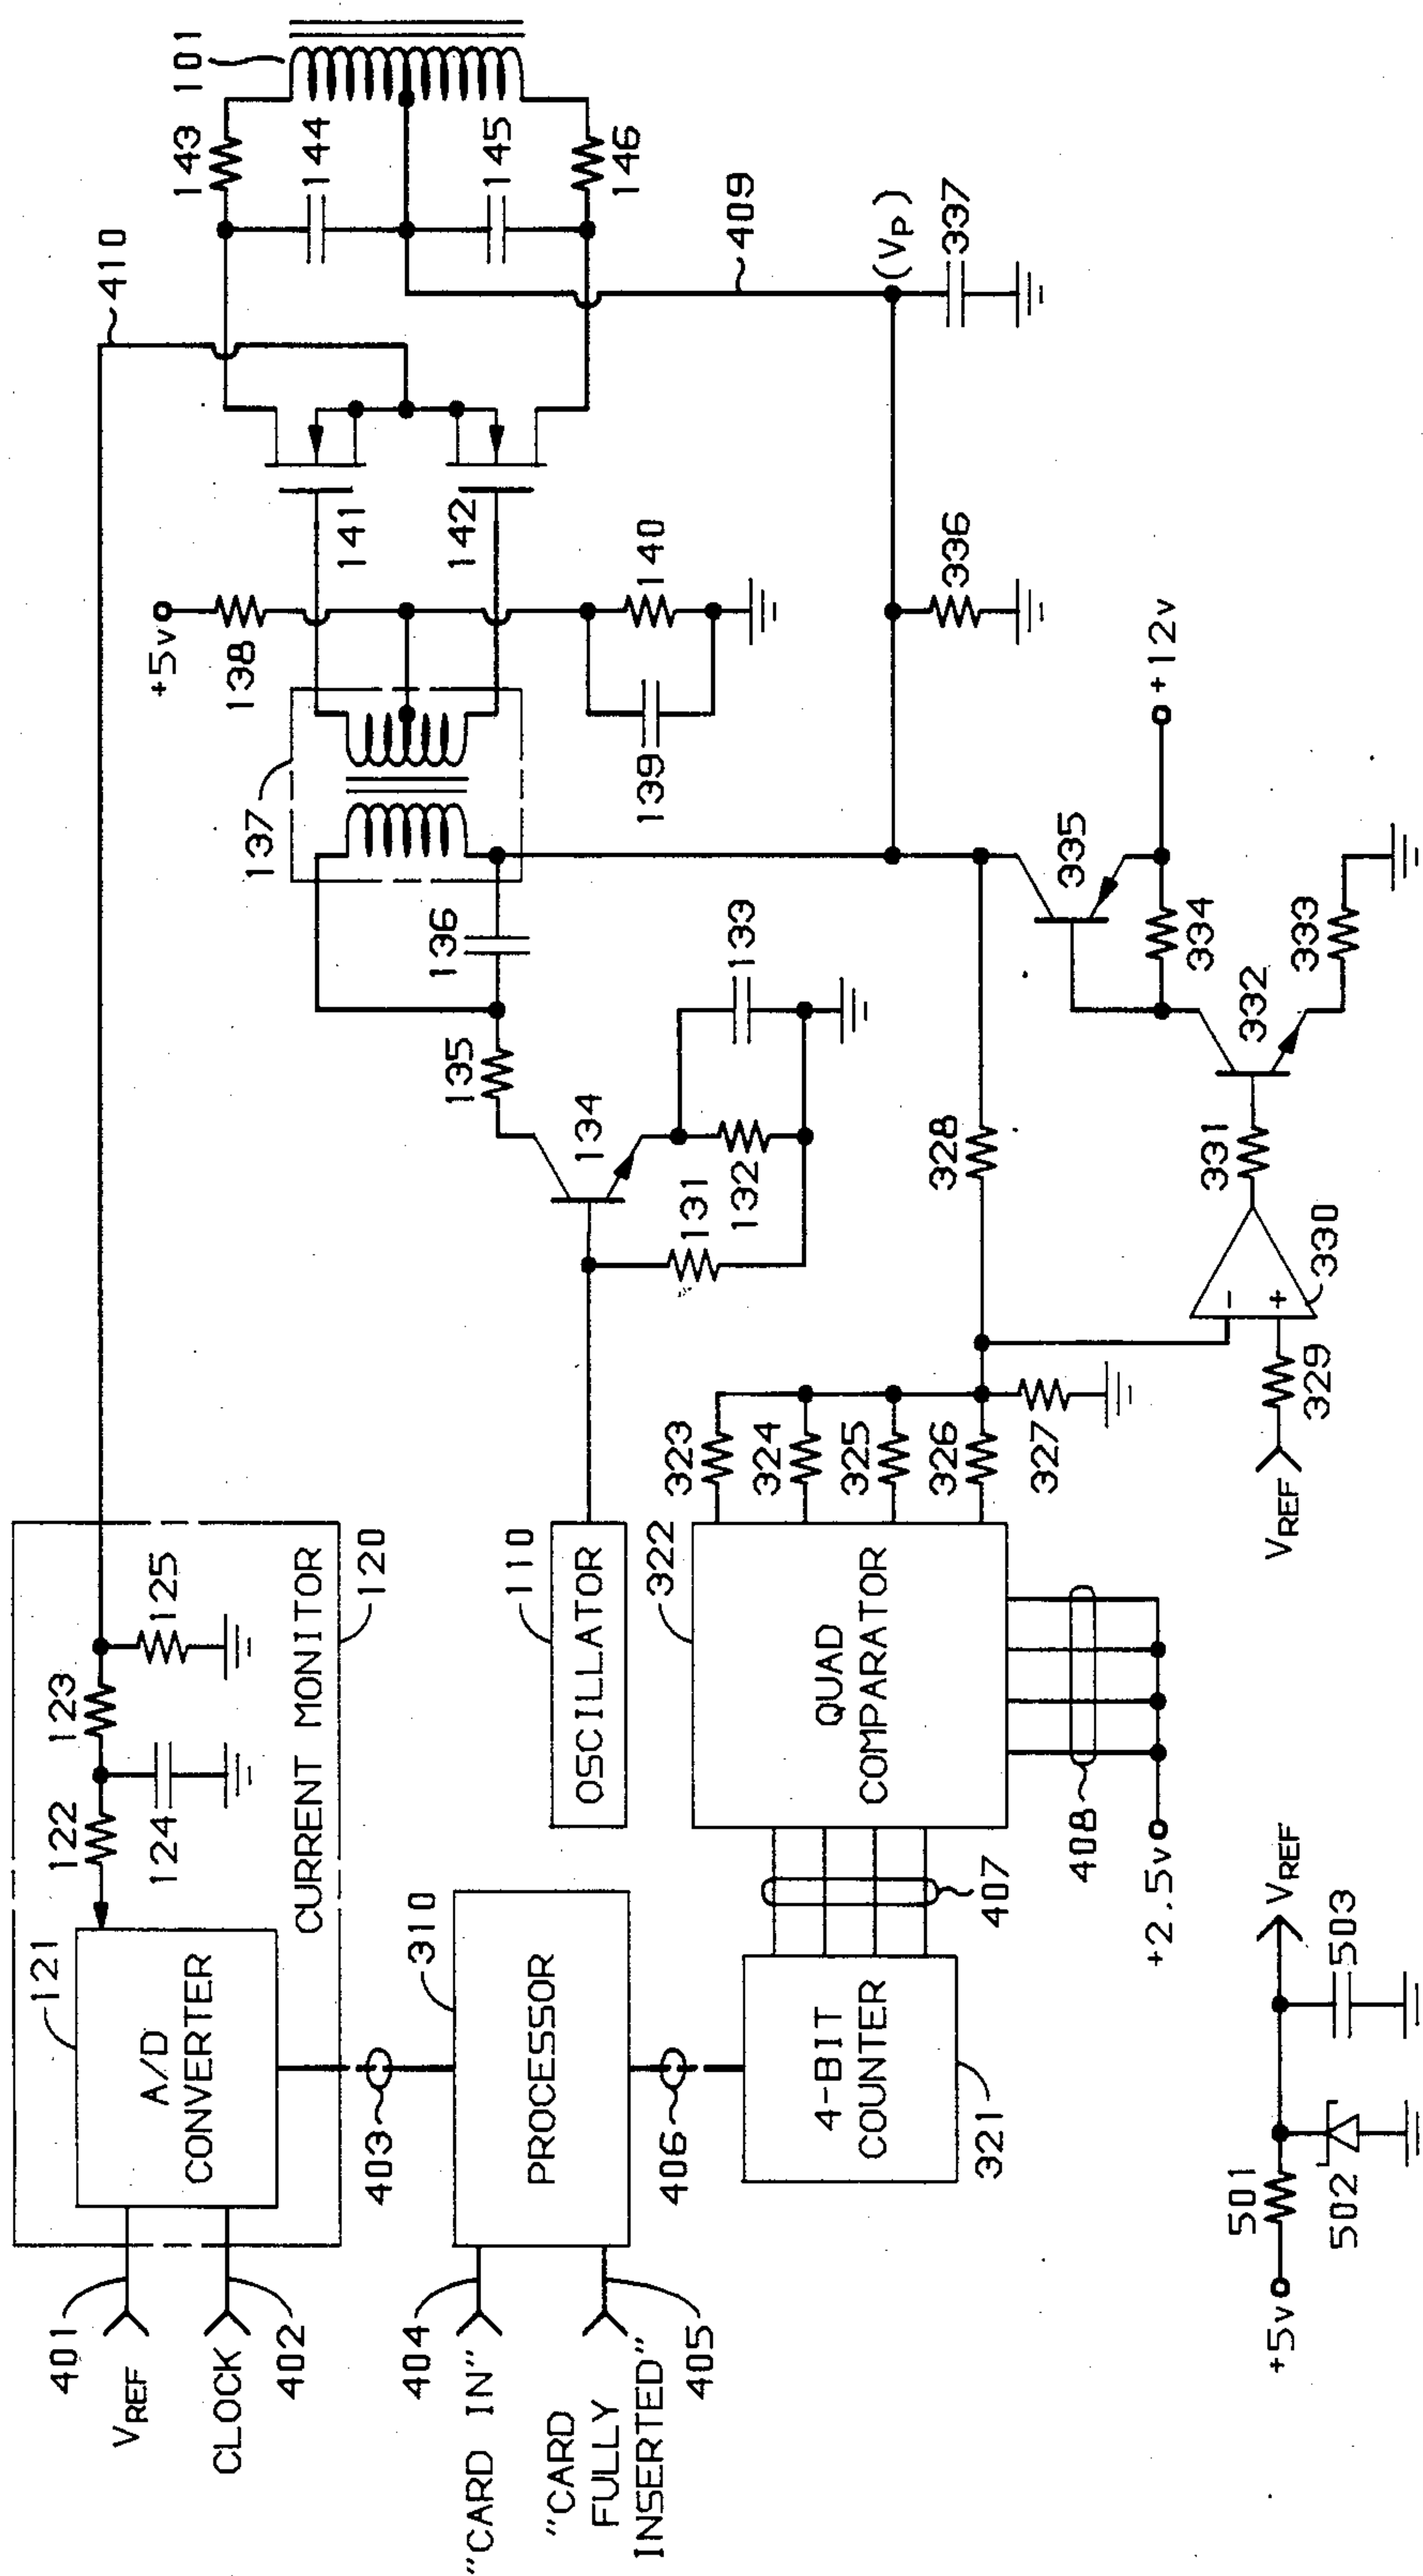 401
VREF
CLOCK
402
121
A/D
CONVERTER
122
124
123
125
CURRENT MONITOR
120
410
403
404
"CARD IN"
"CARD
FULLY
INSERTED"
405
310
PROCESSOR
406
4-BIT
COUNTER
321
407
110
OSCILLATOR
322
QUAD
COMPARATOR
408
+2.5v
323
324
325
326
327
328
131
132
133
134
135
136
137
+5v
138
139
140
141
142
143
144
145
146
101
409
(VP)
337
336
VREF
329
330
-
+
331
332
333
334
335
+12v
+5v
501
502
503
VREF